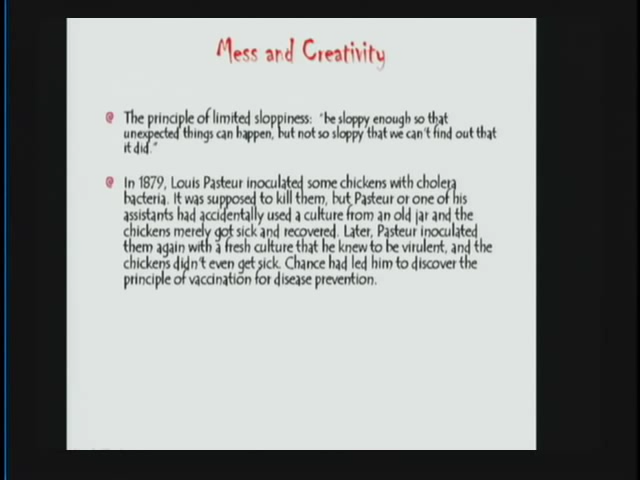 Mess and Creativity
The principle of limited sloppiness: "be sloppy enough so that
unexpected things can happen, but not so sloppy that we can't find out that
it did."
In 1879, Louis Pasteur inoculated some chickens with cholera
bacteria. It was supposed to kill them, but Pasteur or one of his
assistants had accidentally used a culture from an old jar and the
chickens merely got sick and recovered. Later, Pasteur inoculated
them again with a fresh culture that he knew to be virulent, and the
chickens didn't even get sick. Chance had led him to discover the
principle of vaccination for disease prevention.